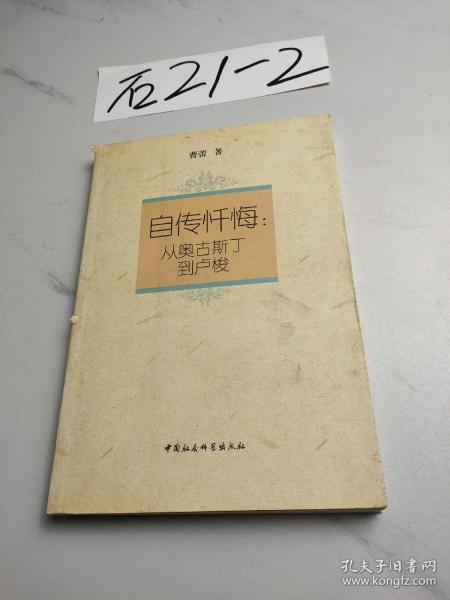 石21-2
曹蕾 著
自传忏悔:
从奥古斯丁
到卢梭
中国社会科学出版社
孔夫子旧书网
www.kongfz.com